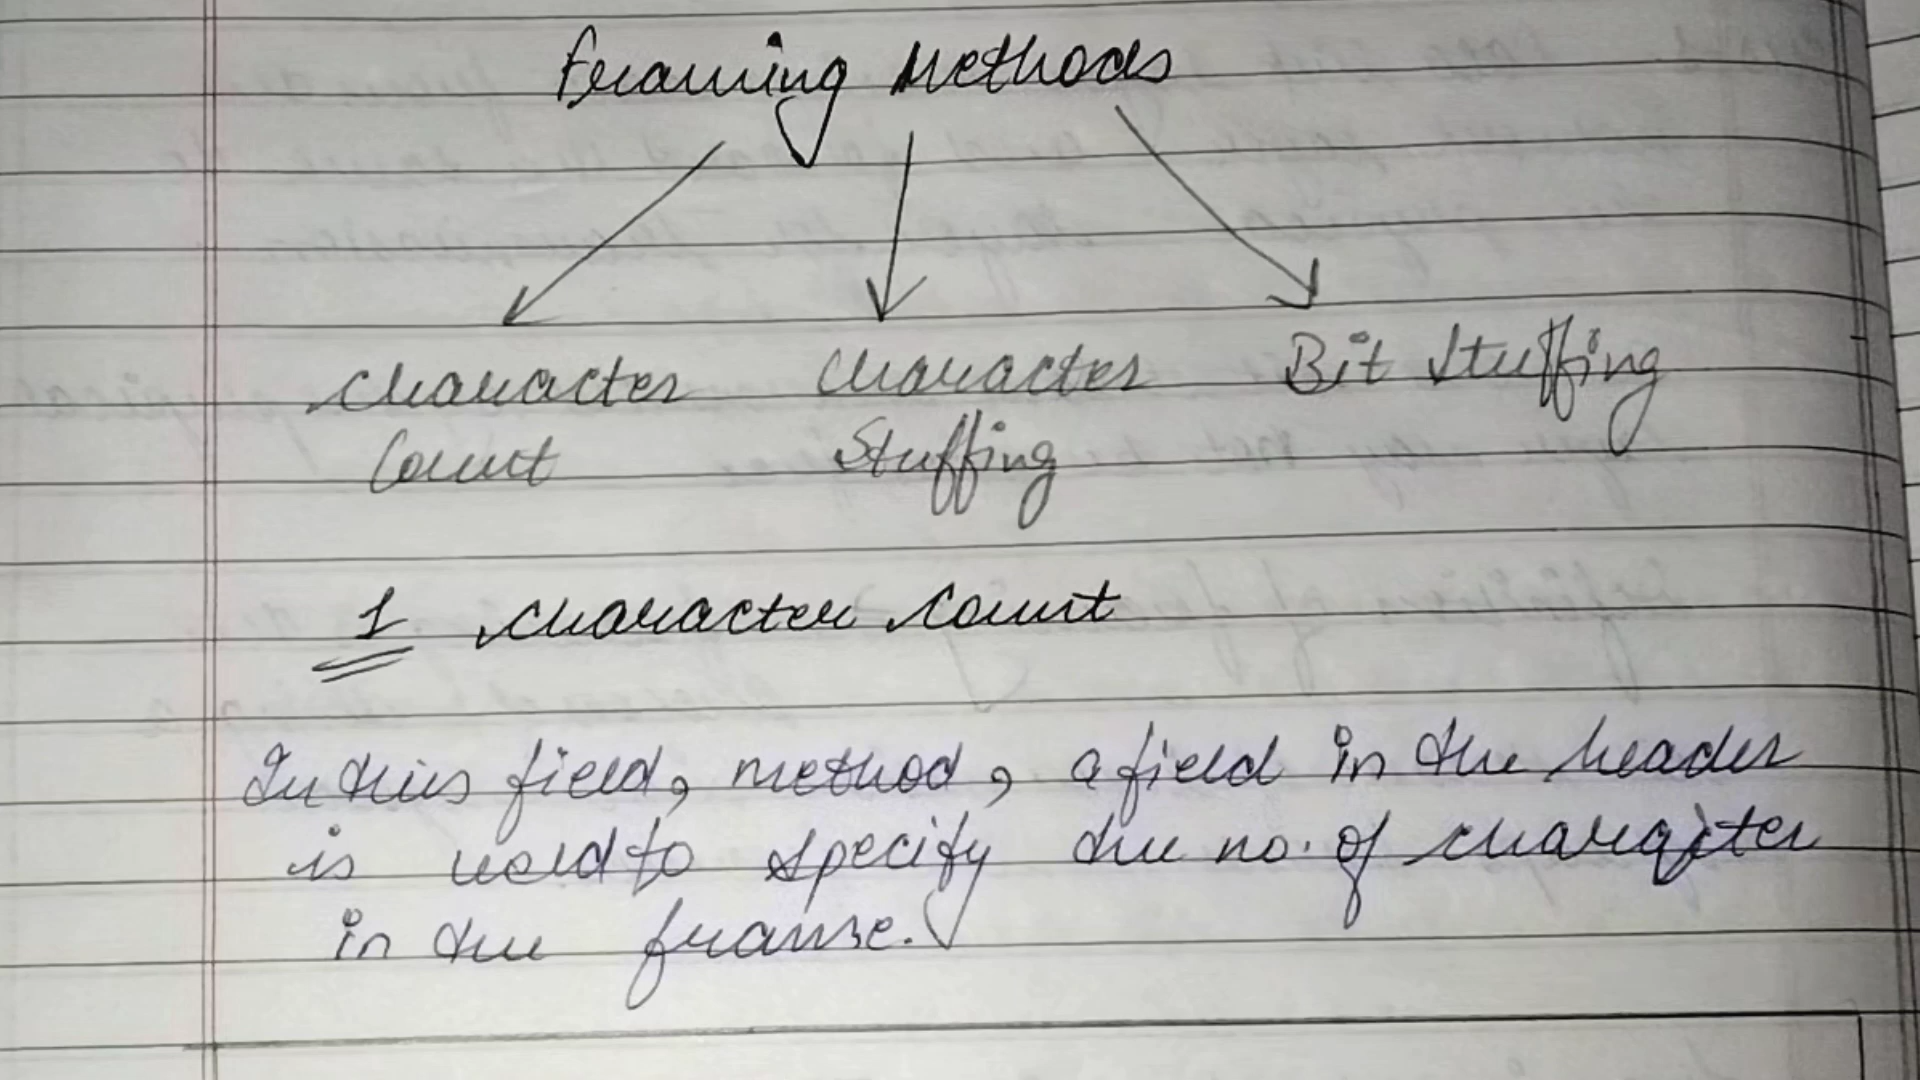 Framing Methods
Character Character Bit Stuffing
Count Stuffing
1 Character Count
In this field, method, a field in the header
is used to specify the no. of character
in the frame.